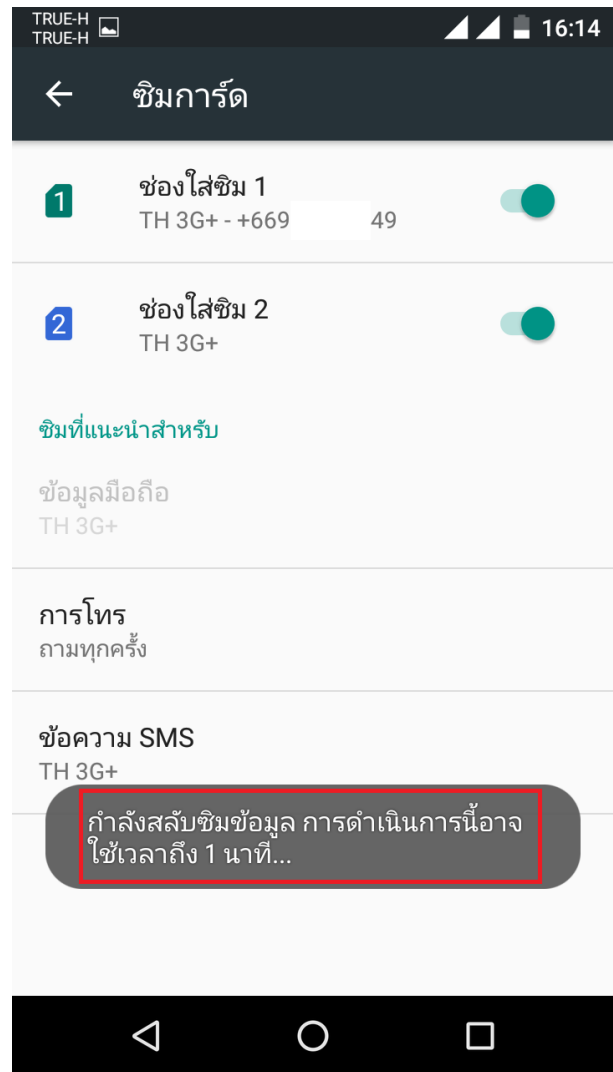 TRUE-H
TRUE-H
16:14
ซิมการ์ด
1
ช่องใส่ซิม 1
TH 3G+ - +669 49
2
ช่องใส่ซิม 2
TH 3G+
ซิมที่แนะนำสำหรับ
ข้อมูลมือถือ
TH 3G+
การโทร
ถามทุกครั้ง
ข้อความ SMS
TH 3G+
กำลังสลับซิมข้อมูล การดำเนินการนี้อาจ
ใช้เวลาถึง 1 นาที...